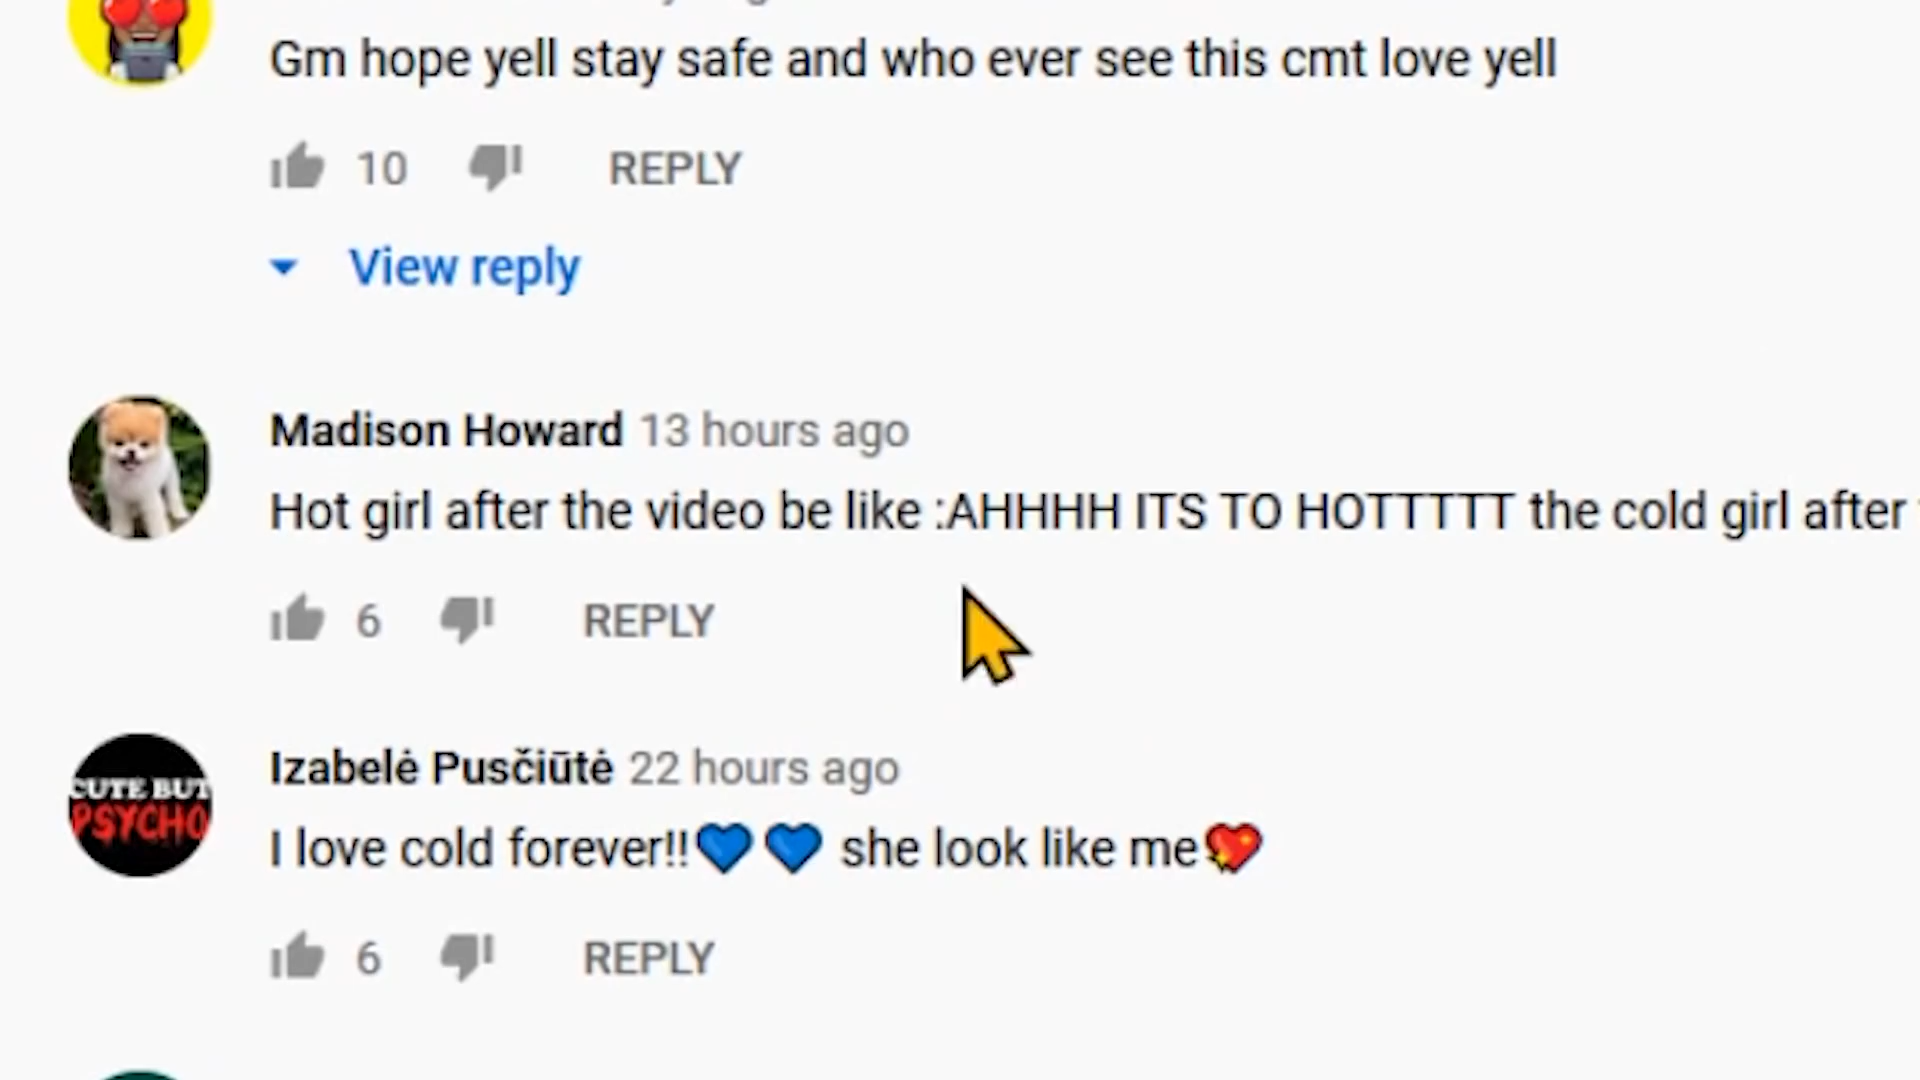 Gm hope yell stay safe and who ever see this cmt love yell
10 REPLY
View reply
Madison Howard 13 hours ago
Hot girl after the video be like :AHHHH ITS TO HOTTTTT the cold girl after
6 REPLY
CUTE BUT
PSYCHO
Izabelė Pusčiūtė 22 hours ago
I love cold forever!!💙💙 she look like me💖
6 REPLY